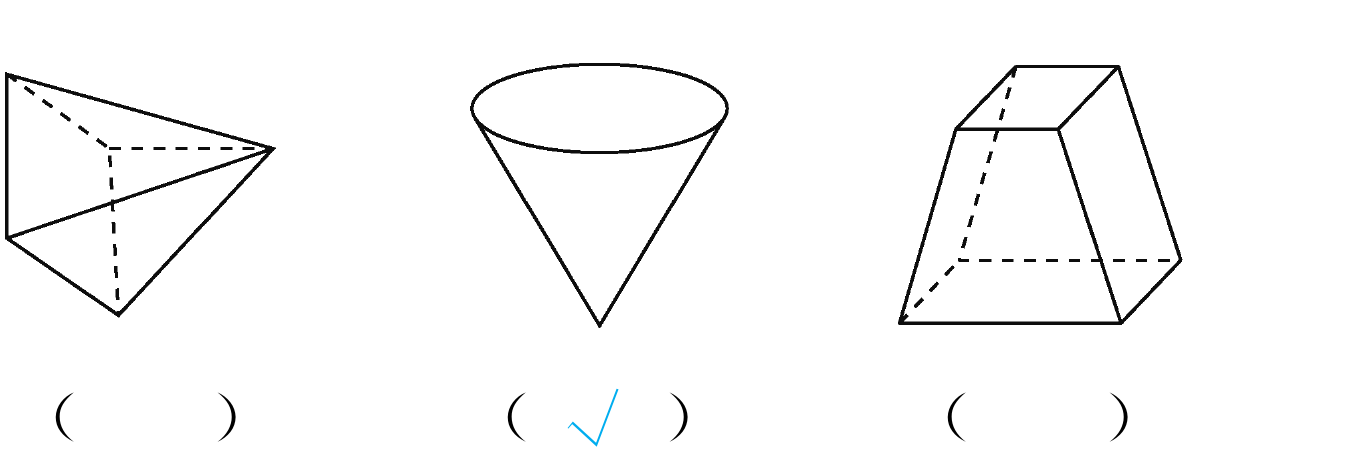 ( ) ( √ ) ( )